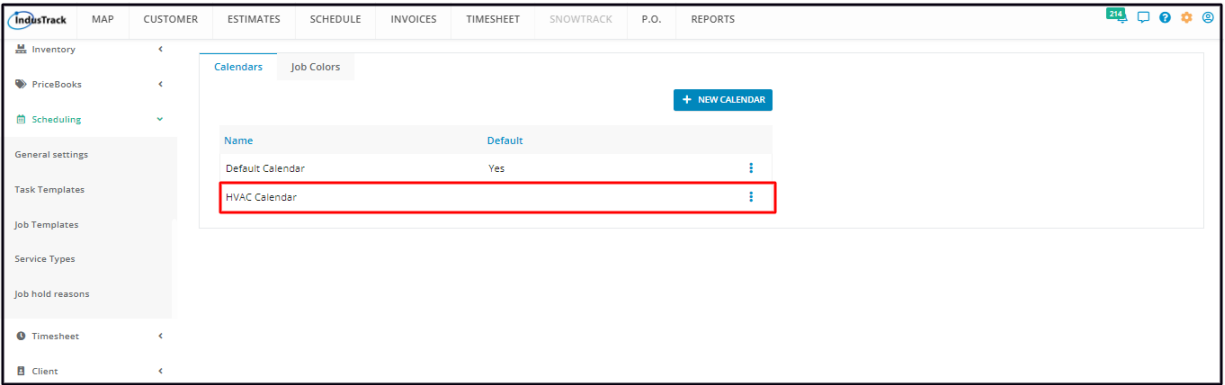 IndusTrack MAP CUSTOMER ESTIMATES SCHEDULE INVOICES TIMESHEET SNOWTRACK P.O. REPORTS 214
Inventory
PriceBooks
Scheduling
General settings
Task Templates
Job Templates
Service Types
Job hold reasons
Timesheet
Client
Calendars Job Colors
+ NEW CALENDAR
Name Default
Default Calendar Yes
HVAC Calendar